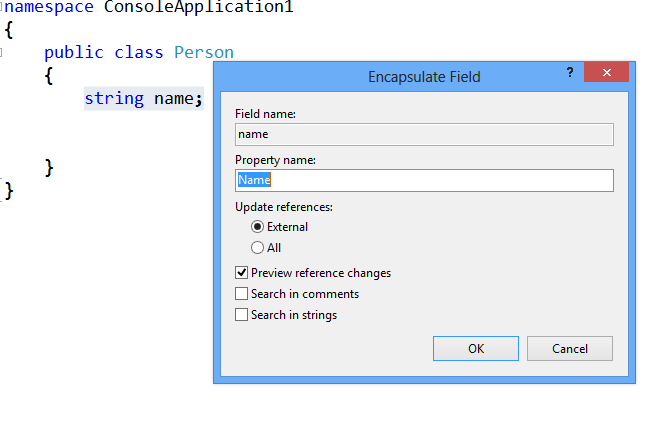 namespace ConsoleApplication1
{
public class Person
{
string name;
}
}
Encapsulate Field
?
×
Field name:
name
Property name:
Name
Update references:
External
All
Preview reference changes
Search in comments
Search in strings
OK Cancel